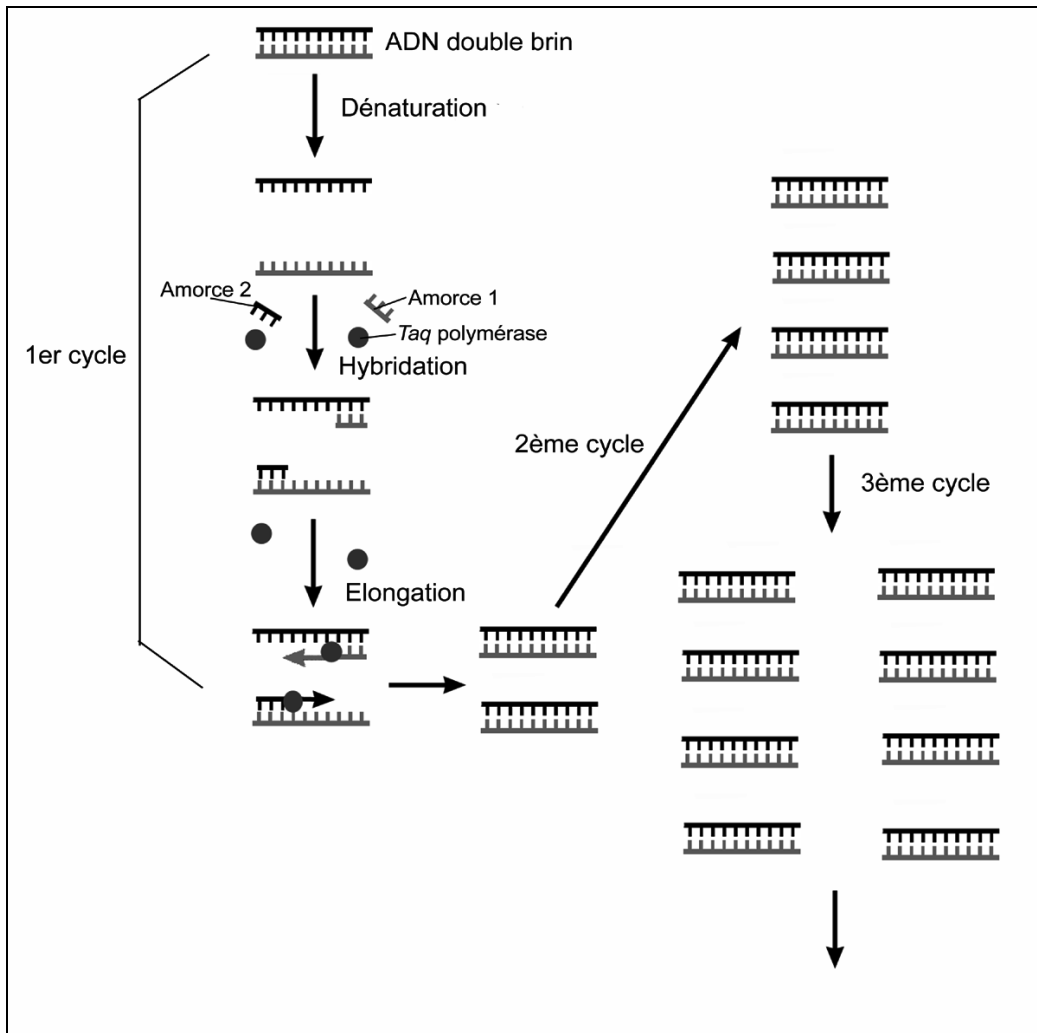 ADN double brin
Dénaturation
Amorce 2
Amorce 1
Taq polymérase
1er cycle
Hybridation
2ème cycle
3ème cycle
Elongation